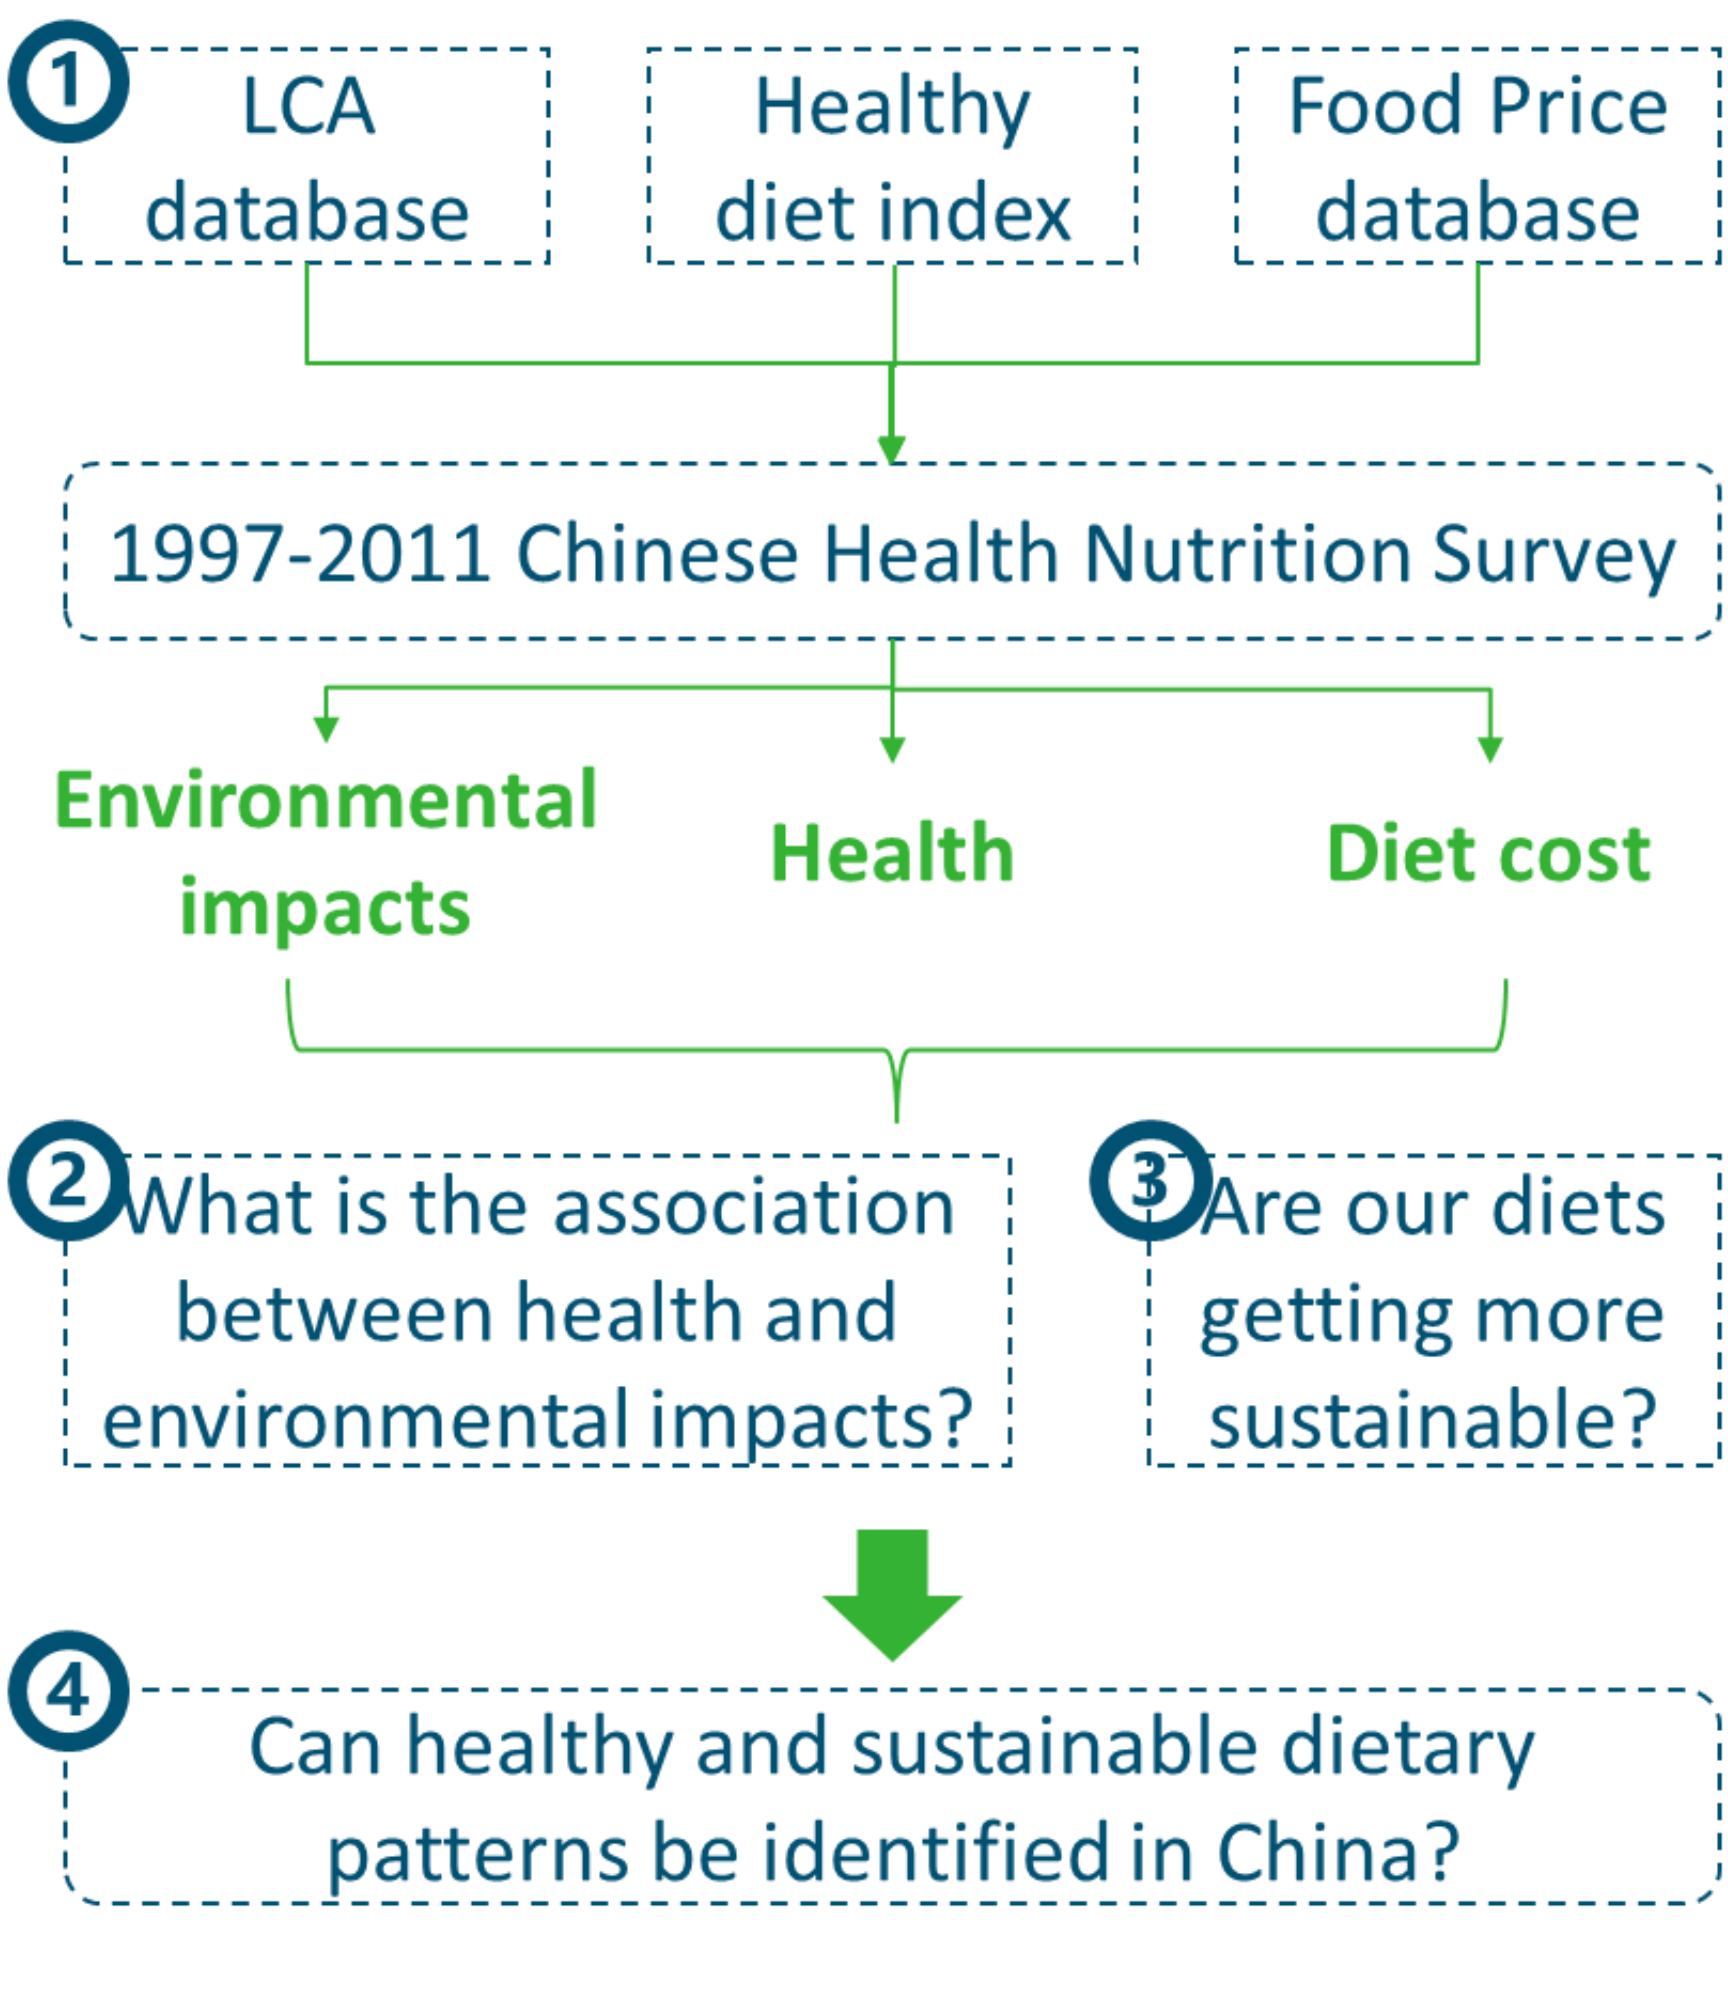 1
LCA
database
Healthy
diet index
Food Price
database
1997-2011 Chinese Health Nutrition Survey
Environmental
impacts
Health
Diet cost
2
What is the association
between health and
environmental impacts?
3
Are our diets
getting more
sustainable?
4
Can healthy and sustainable dietary
patterns be identified in China?